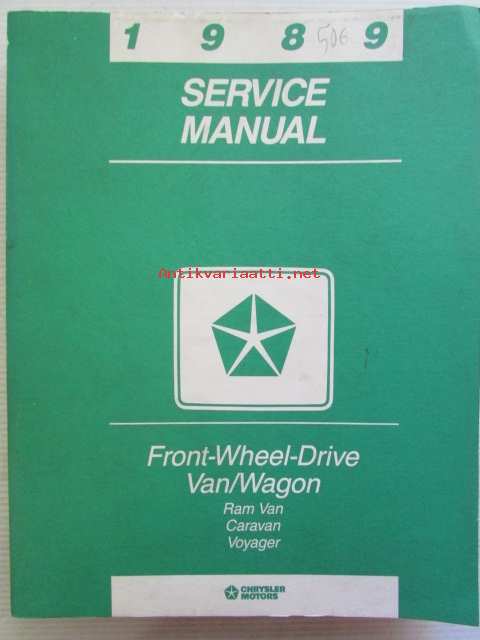 1 9 8 506 9
SERVICE
MANUAL
Antikvariaatti.net
Front-Wheel-Drive
Van/Wagon
Ram Van
Caravan
Voyager
CHRYSLER
MOTORS